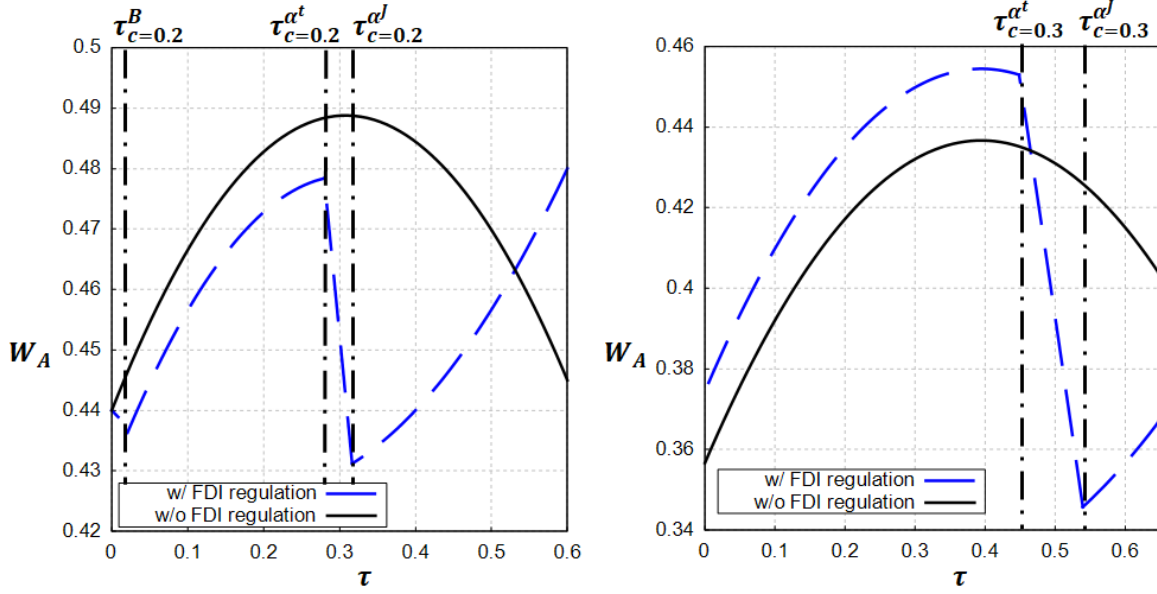 τ^B_{c=0.2} τ^{α^t}_{c=0.2} τ^{α^J}_{c=0.2}
0.5
0.49
0.48
0.47
0.46
W_A
0.45
0.44
0.43
0.42
w/ FDI regulation
w/o FDI regulation
0 0.1 0.2 0.3 0.4 0.5 0.6
τ
τ^{α^t}_{c=0.3} τ^{α^J}_{c=0.3}
0.46
0.44
0.42
0.4
W_A
0.38
0.36
0.34
w/ FDI regulation
w/o FDI regulation
0 0.1 0.2 0.3 0.4 0.5 0.6
τ